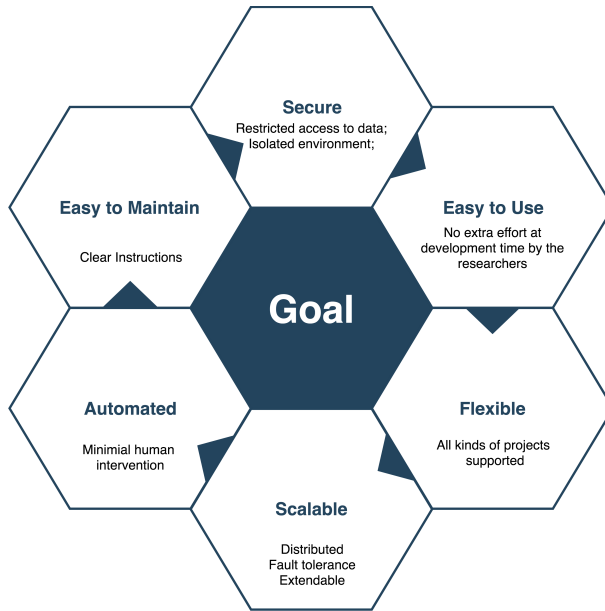 Secure
Restricted access to data;
Isolated environment;
Easy to Maintain
Clear Instructions
Easy to Use
No extra effort at
development time by the
researchers
Goal
Automated
Minimial human
intervention
Flexible
All kinds of projects
supported
Scalable
Distributed
Fault tolerance
Extendable